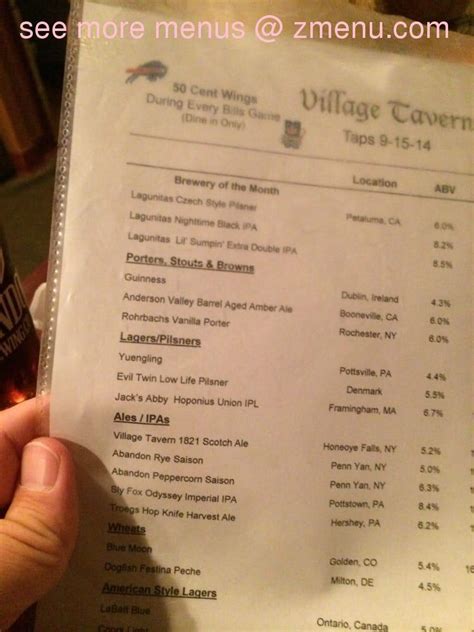 see more menus @ zmenu.com
50 Cent Wings
During Every Bills Game
(Dine in Only)
Village Tavern
Taps 9-15-14
Brewery of the Month Location ABV
Lagunitas Czech Style Pilsner Petaluma, CA 6.0%
Lagunitas Nighttime Black IPA 8.2%
Lagunitas Lil' Sumpin' Extra Double IPA 8.5%
Porters, Stouts & Browns
Guinness Dublin, Ireland 4.3%
Anderson Valley Barrel Aged Amber Ale Booneville, CA 6.0%
Rohrbachs Vanilla Porter Rochester, NY 6.0%
Lagers/Pilsners
Yuengling Pottsville, PA 4.4%
Evil Twin Low Life Pilsner Denmark 5.5%
Jack's Abby Hoponius Union IPL Framingham, MA 6.7%
Ales / IPAs
Village Tavern 1821 Scotch Ale Honeoye Falls, NY 5.2%
Abandon Rye Saison Penn Yan, NY 5.0%
Abandon Peppercorn Saison Penn Yan, NY 6.3%
Sly Fox Odyssey Imperial IPA Pottstown, PA 8.4%
Troegs Hop Knife Harvest Ale Hershey, PA 6.2%
Wheats
Blue Moon Golden, CO 5.4%
Dogfish Festina Peche Milton, DE 4.5%
American Style Lagers
LaBatt Blue Ontario, Canada 5.0